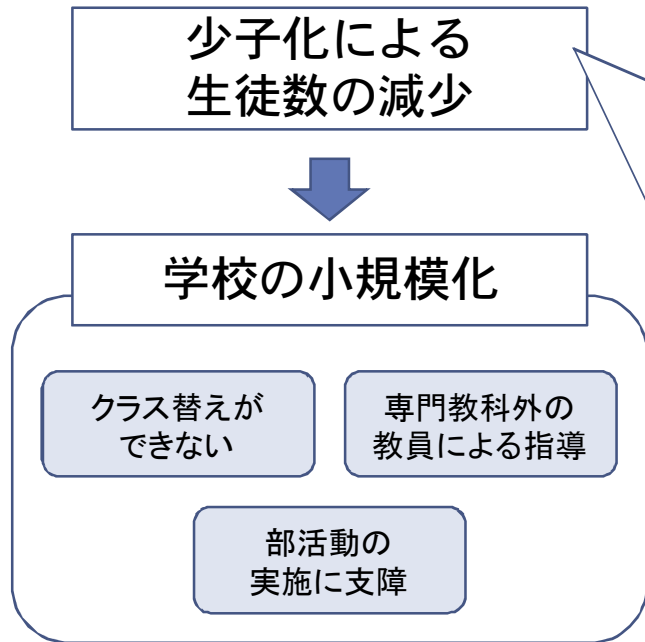 少子化による
生徒数の減少
学校の小規模化
クラス替えが
できない
専門教科外の
教員による指導
部活動の
実施に支障